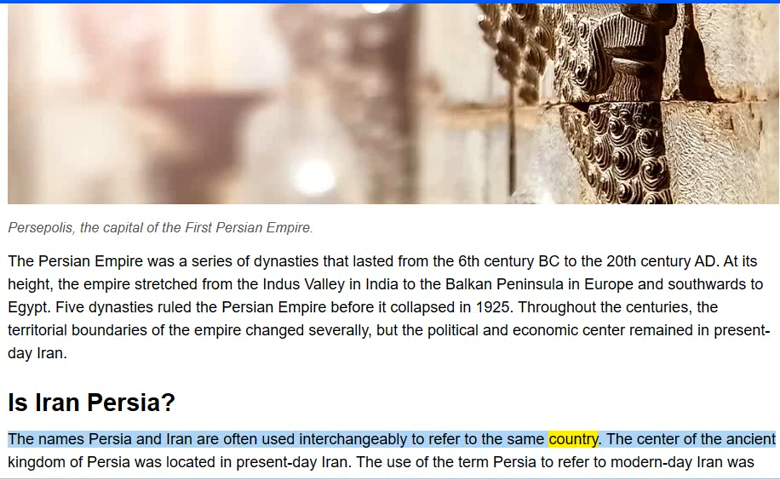 Persepolis, the capital of the First Persian Empire.
The Persian Empire was a series of dynasties that lasted from the 6th century BC to the 20th century AD. At its
height, the empire stretched from the Indus Valley in India to the Balkan Peninsula in Europe and southwards to
Egypt. Five dynasties ruled the Persian Empire before it collapsed in 1925. Throughout the centuries, the
territorial boundaries of the empire changed severally, but the political and economic center remained in present-
day Iran.
Is Iran Persia?
The names Persia and Iran are often used interchangeably to refer to the same country. The center of the ancient
kingdom of Persia was located in present-day Iran. The use of the term Persia to refer to modern-day Iran was